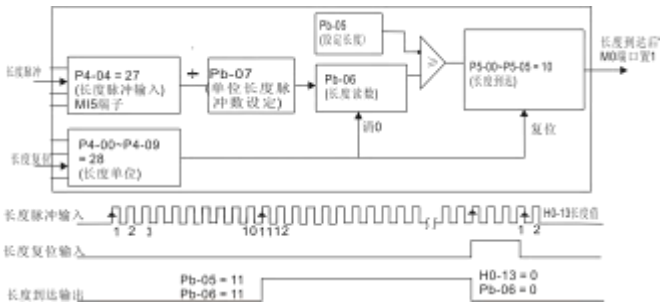 Pb-05
(设定长度)
长度到达后
M0端口置1
长度脉冲
P4-04 = 27
(长度脉冲输入)
MI5端子
÷
Pb-07
(单位长度脉
冲数设定)
Pb-06
(长度读数)
P5-00~P5-05 = 10
(长度到达)
清0
复位
长度复位
P4-00~P4-09
= 28
(长度单位)
长度脉冲输入
H0-13长度值
1 2 3
10 11 12
1 2
长度复位输入
长度到达输出
Pb-05 = 11
Pb-06 = 11
H0-13 = 0
Pb-06 = 0